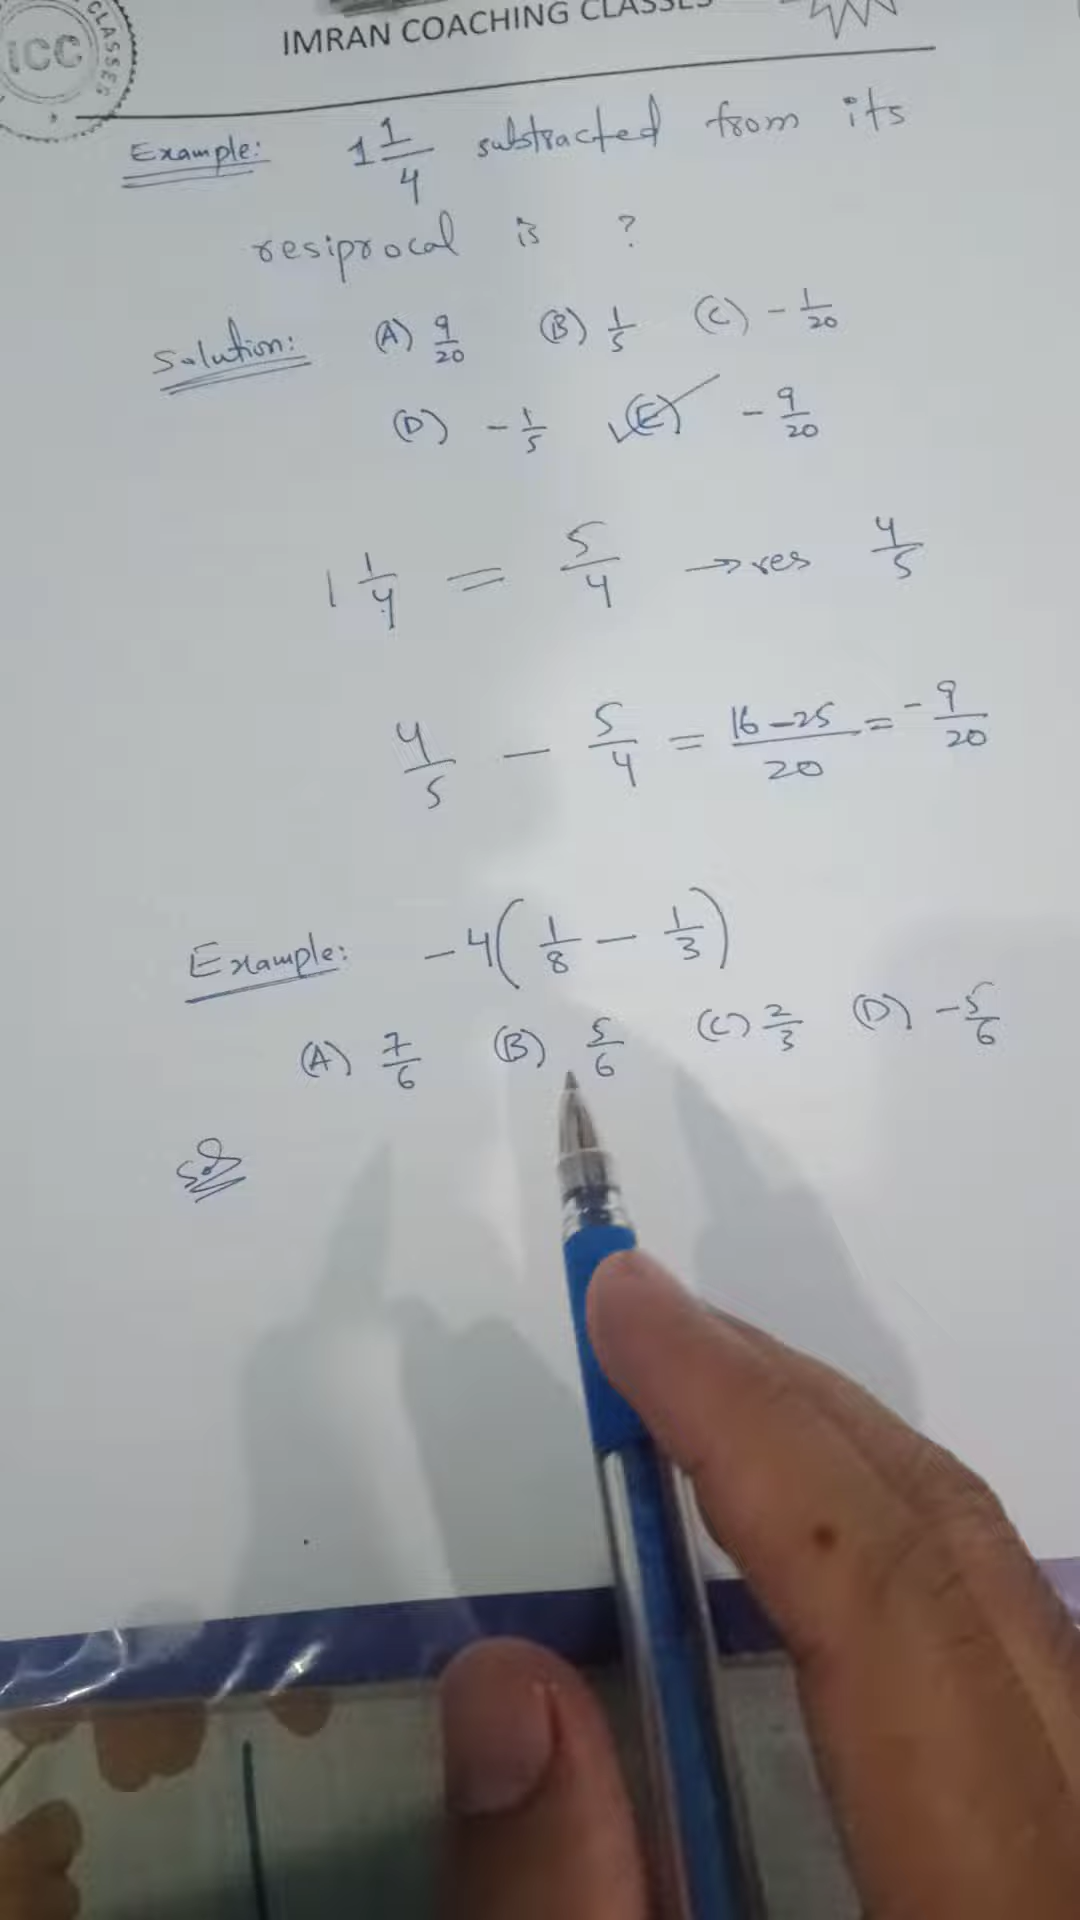 ICC
CLASSES
IMRAN COACHING CLASSES
Example: 1 1/4 subtracted from its
resiprocal is ?
Solution: (A) 9/20 (B) 1/5 (C) - 1/20
(D) - 1/5 (E) - 9/20
1 1/4 = 5/4 → res 4/5
4/5 - 5/4 = 16-25/20 = - 9/20
Example: -4(1/8 - 1/3)
(A) 7/6 (B) 5/6 (C) 2/3 (D) - 5/6
Sol